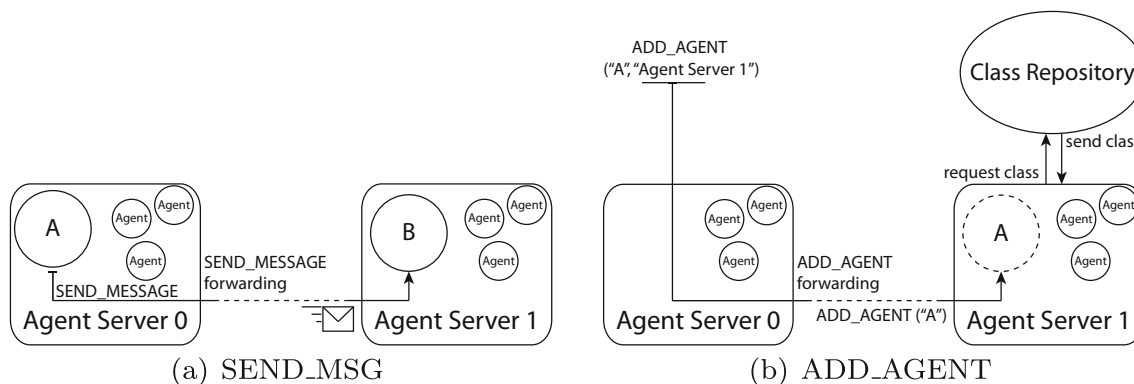 A
Agent
Agent
Agent
SEND_MESSAGE
Agent Server 0
SEND_MESSAGE
forwarding
B
Agent
Agent
Agent
Agent Server 1
(a) SEND_MSG
ADD_AGENT
("A", "Agent Server 1")
Class Repository
send clas
request class
Agent
Agent
Agent
Agent Server 0
ADD_AGENT
forwarding
ADD_AGENT ("A")
A
Agent
Agent
Agent
Agent Server 1
(b) ADD_AGENT